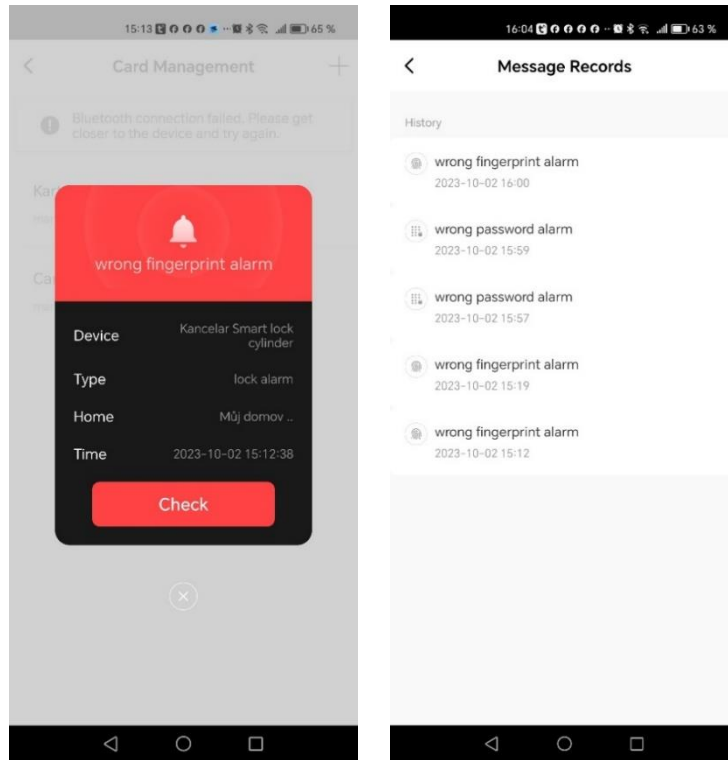 15:13
65 %
Card Management
Bluetooth connection failed. Please get
closer to the device and try again.
wrong fingerprint alarm
Device
Kancelar Smart lock
cylinder
Type
lock alarm
Home
Můj domov ..
Time
2023-10-02 15:12:38
Check
16:04
63 %
Message Records
History
wrong fingerprint alarm
2023-10-02 16:00
wrong password alarm
2023-10-02 15:59
wrong password alarm
2023-10-02 15:57
wrong fingerprint alarm
2023-10-02 15:19
wrong fingerprint alarm
2023-10-02 15:12